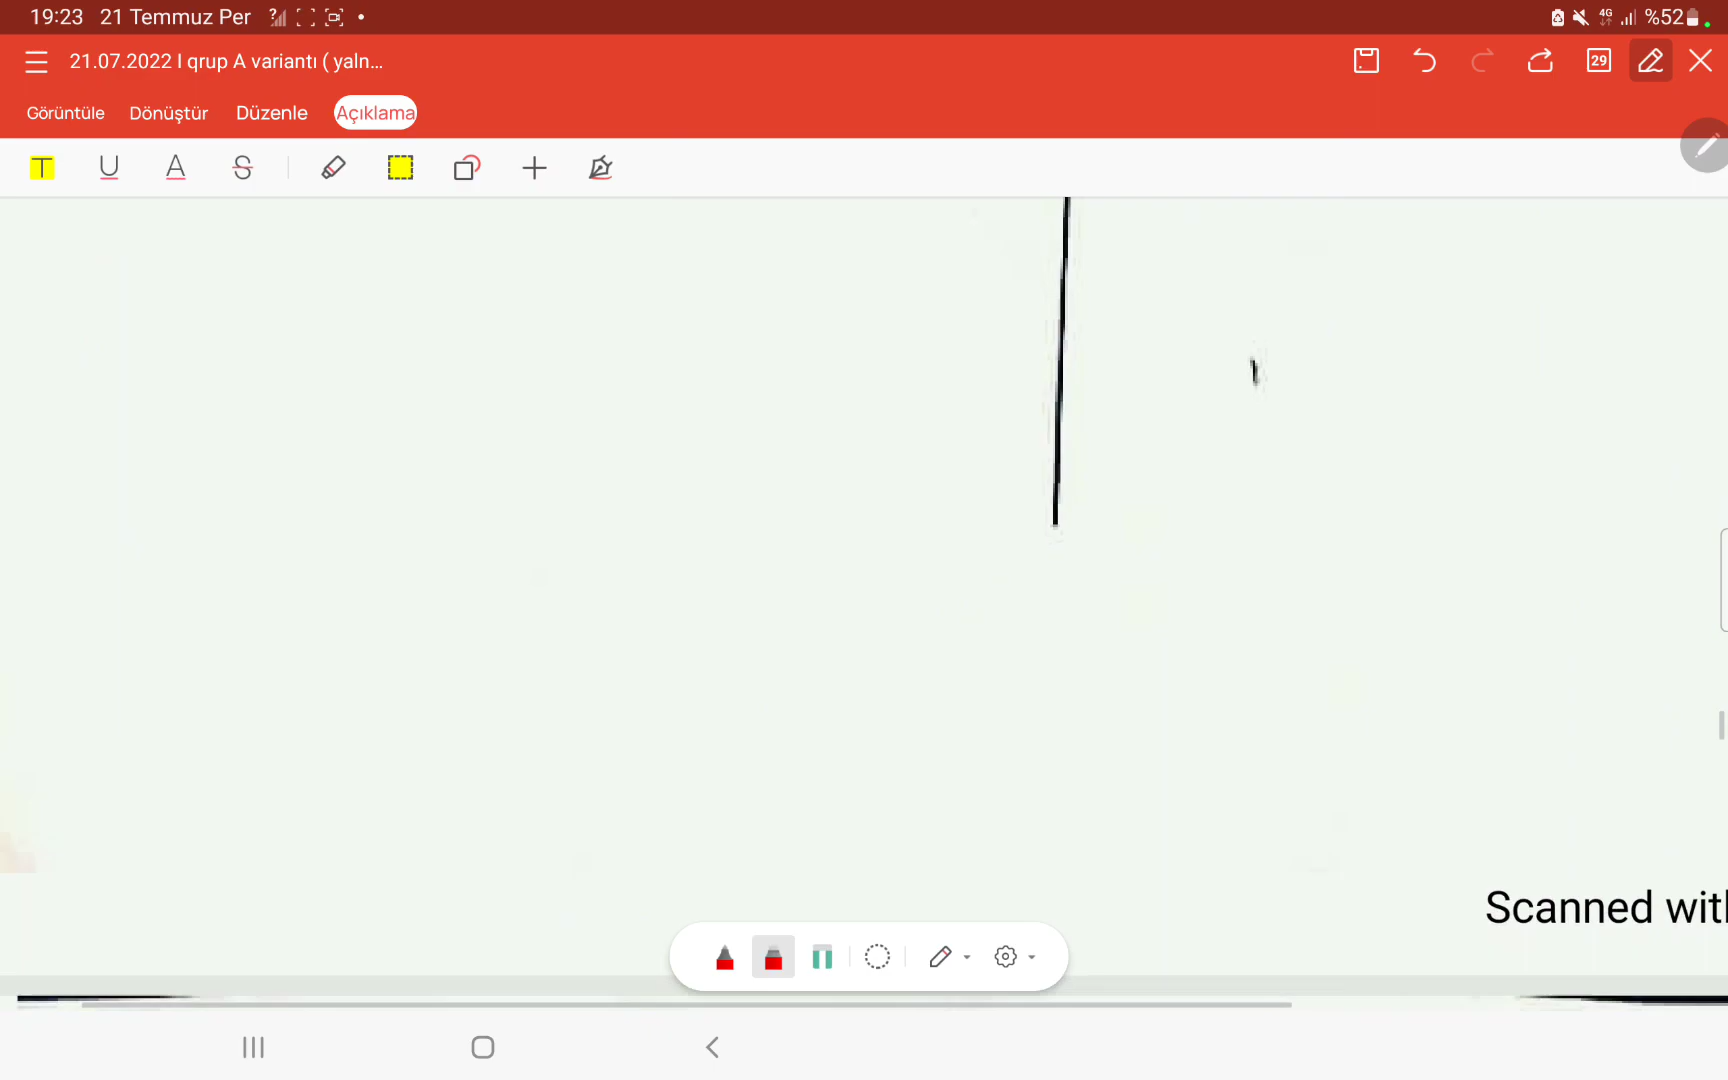 19:23 21 Temmuz Per 4G %52
21.07.2022 I qrup A variantı ( yaln... 29
Görüntüle Dönüştür Düzenle Açıklama
T U A S
Scanned wit